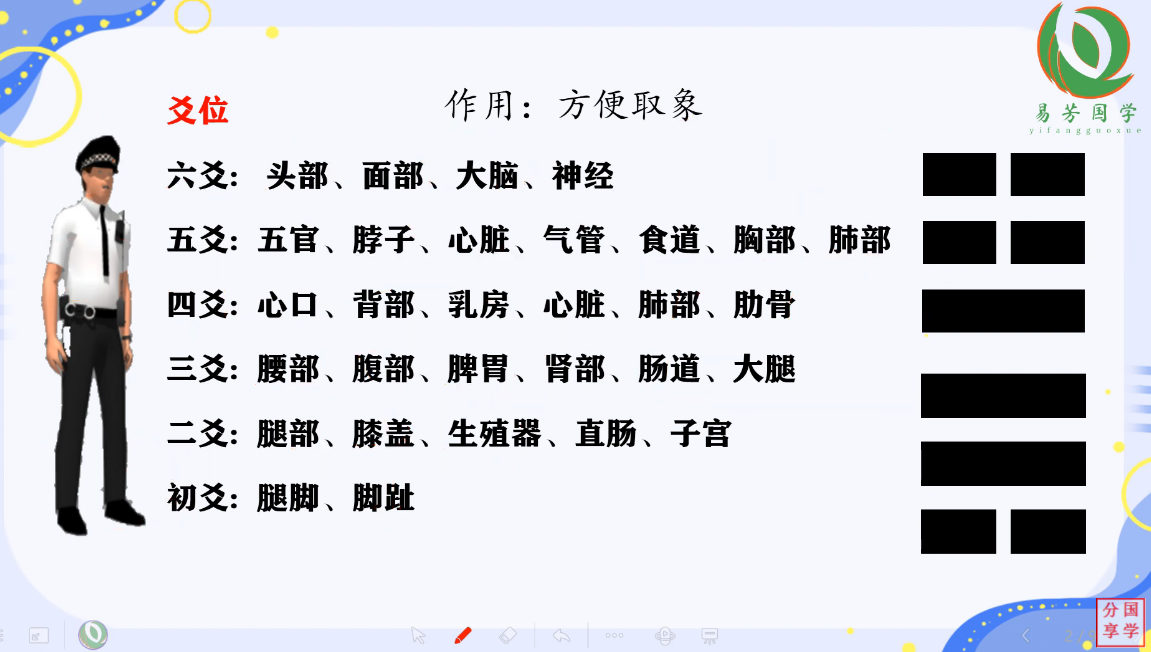 爻位
作用：方便取象
六爻：头部、面部、大脑、神经
五爻：五官、脖子、心脏、气管、食道、胸部、肺部
四爻：心口、背部、乳房、心脏、肺部、肋骨
三爻：腰部、腹部、脾胃、肾部、肠道、大腿
二爻：腿部、膝盖、生殖器、直肠、子宫
初爻：腿脚、脚趾
易芳国学
yifangguoxue
分国
享学